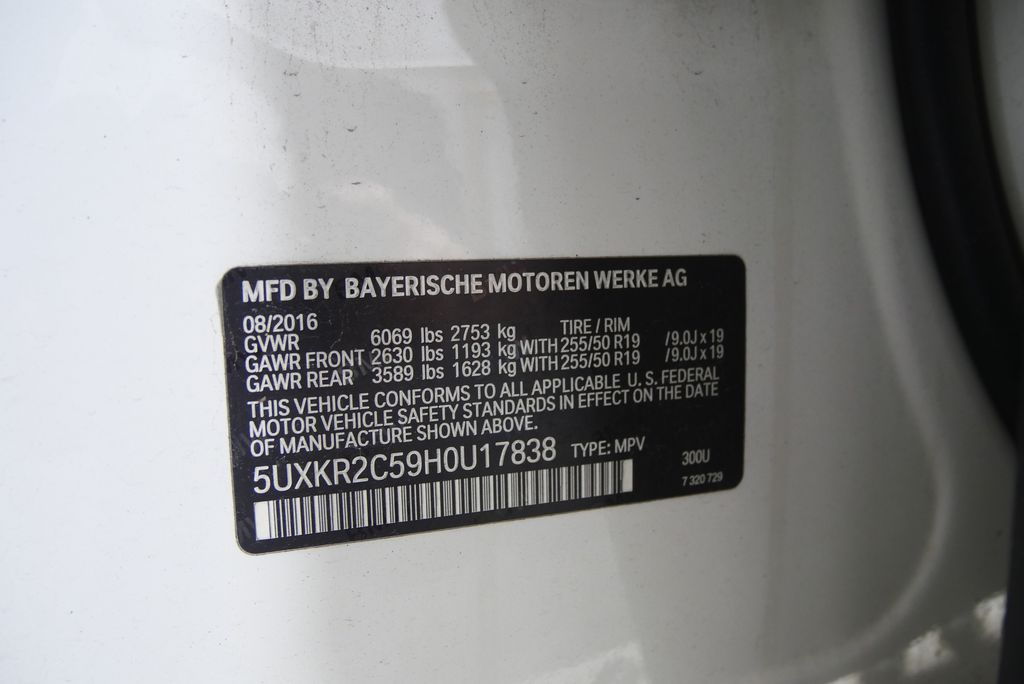 MFD BY BAYERISCHE MOTOREN WERKE AG
08/2016
GVWR 6069 lbs 2753 kg TIRE / RIM
GAWR FRONT 2630 lbs 1193 kg WITH 255/50 R19 /9.0J x 19
GAWR REAR 3589 lbs 1628 kg WITH 255/50 R19 /9.0J x 19
THIS VEHICLE CONFORMS TO ALL APPLICABLE U.S. FEDERAL
MOTOR VEHICLE SAFETY STANDARDS IN EFFECT ON THE DATE
OF MANUFACTURE SHOWN ABOVE.
5UXKR2C59H0U17838 TYPE: MPV 300U
7 320 729